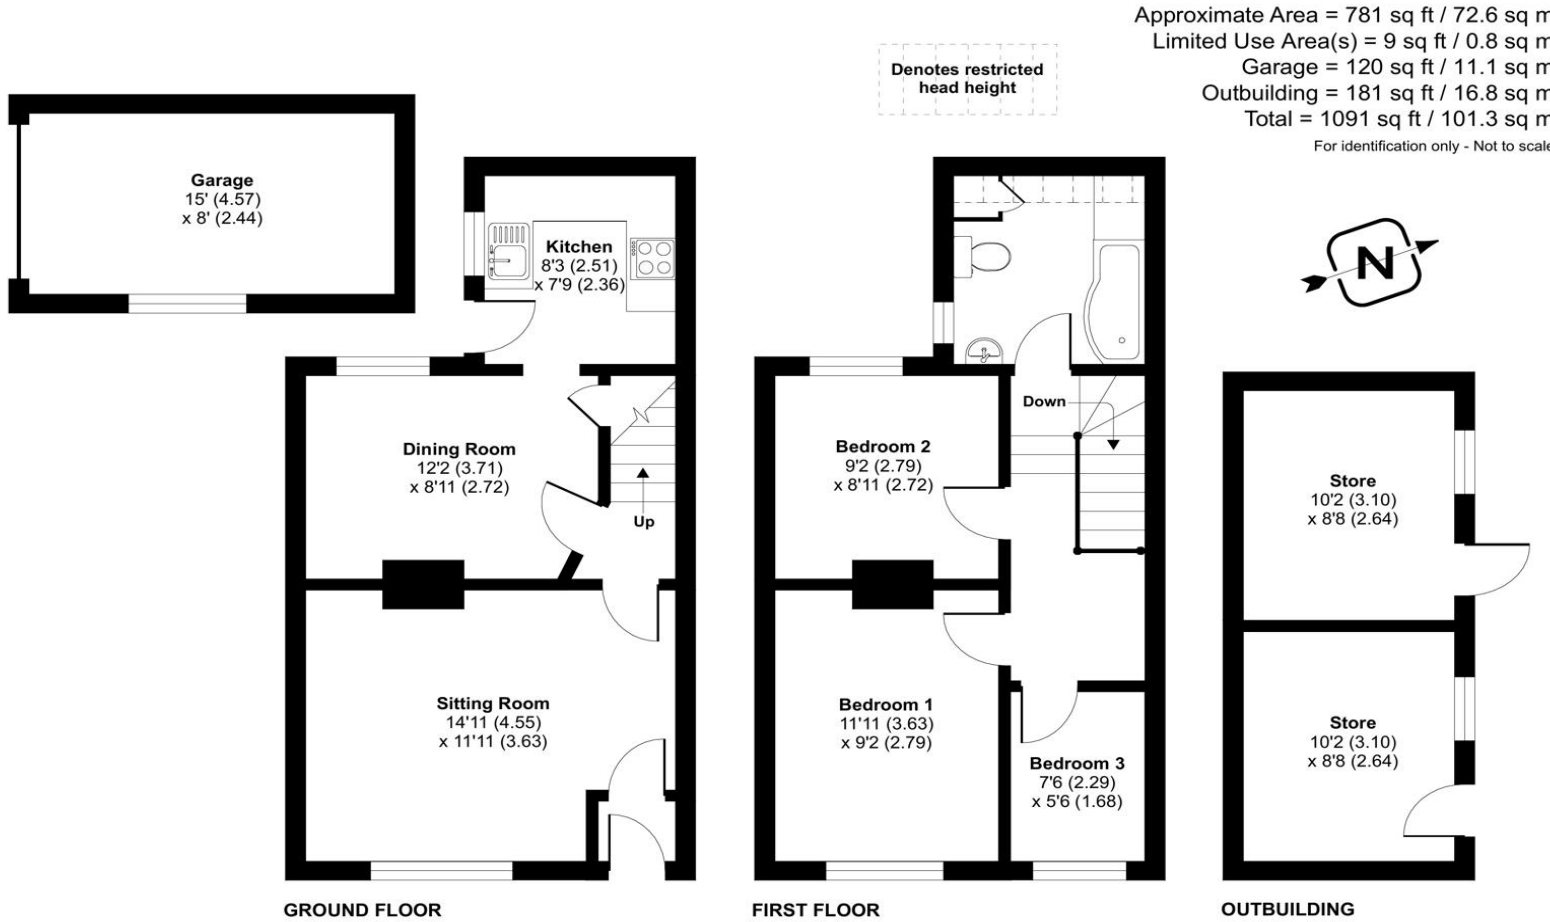 Approximate Area = 781 sq ft / 72.6 sq m
Limited Use Area(s) = 9 sq ft / 0.8 sq m
Garage = 120 sq ft / 11.1 sq m
Outbuilding = 181 sq ft / 16.8 sq m
Total = 1091 sq ft / 101.3 sq m
For identification only - Not to scale
Denotes restricted
head height
Garage
15' (4.57)
x 8' (2.44)
Kitchen
8'3 (2.51)
x 7'9 (2.36)
N
Dining Room
12'2 (3.71)
x 8'11 (2.72)
Up
Sitting Room
14'11 (4.55)
x 11'11 (3.63)
GROUND FLOOR
Down
Bedroom 2
9'2 (2.79)
x 8'11 (2.72)
Bedroom 1
11'11 (3.63)
x 9'2 (2.79)
Bedroom 3
7'6 (2.29)
x 5'6 (1.68)
FIRST FLOOR
Store
10'2 (3.10)
x 8'8 (2.64)
Store
10'2 (3.10)
x 8'8 (2.64)
OUTBUILDING